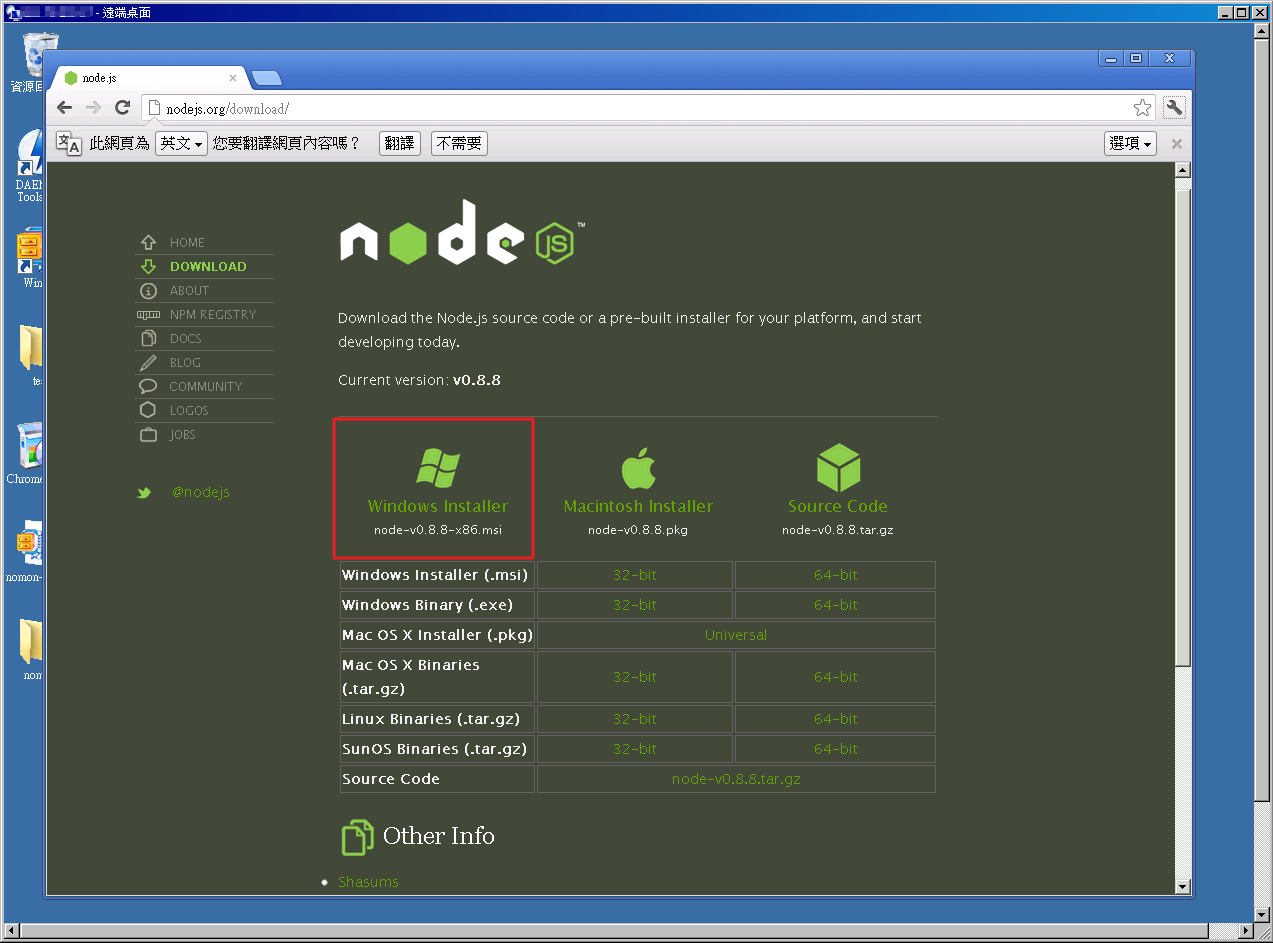 - 遠端桌面
資源回
node.js
nodejs.org/download/
此網頁為 英文 您要翻譯網頁內容嗎？ 翻譯 不需要 選項
DAEM
Tools
Win
te
Chrome
nomon-
nom
node JS ™
HOME
DOWNLOAD
ABOUT
NPM REGISTRY
DOCS
BLOG
COMMUNITY
LOGOS
JOBS
@nodejs
Download the Node.js source code or a pre-built installer for your platform, and start
developing today.
Current version: v0.8.8
Windows Installer
node-v0.8.8-x86.msi
Macintosh Installer
node-v0.8.8.pkg
Source Code
node-v0.8.8.tar.gz
Windows Installer (.msi) 32-bit 64-bit
Windows Binary (.exe) 32-bit 64-bit
Mac OS X Installer (.pkg) Universal
Mac OS X Binaries
(.tar.gz) 32-bit 64-bit
Linux Binaries (.tar.gz) 32-bit 64-bit
SunOS Binaries (.tar.gz) 32-bit 64-bit
Source Code node-v0.8.8.tar.gz
Other Info
Shasums